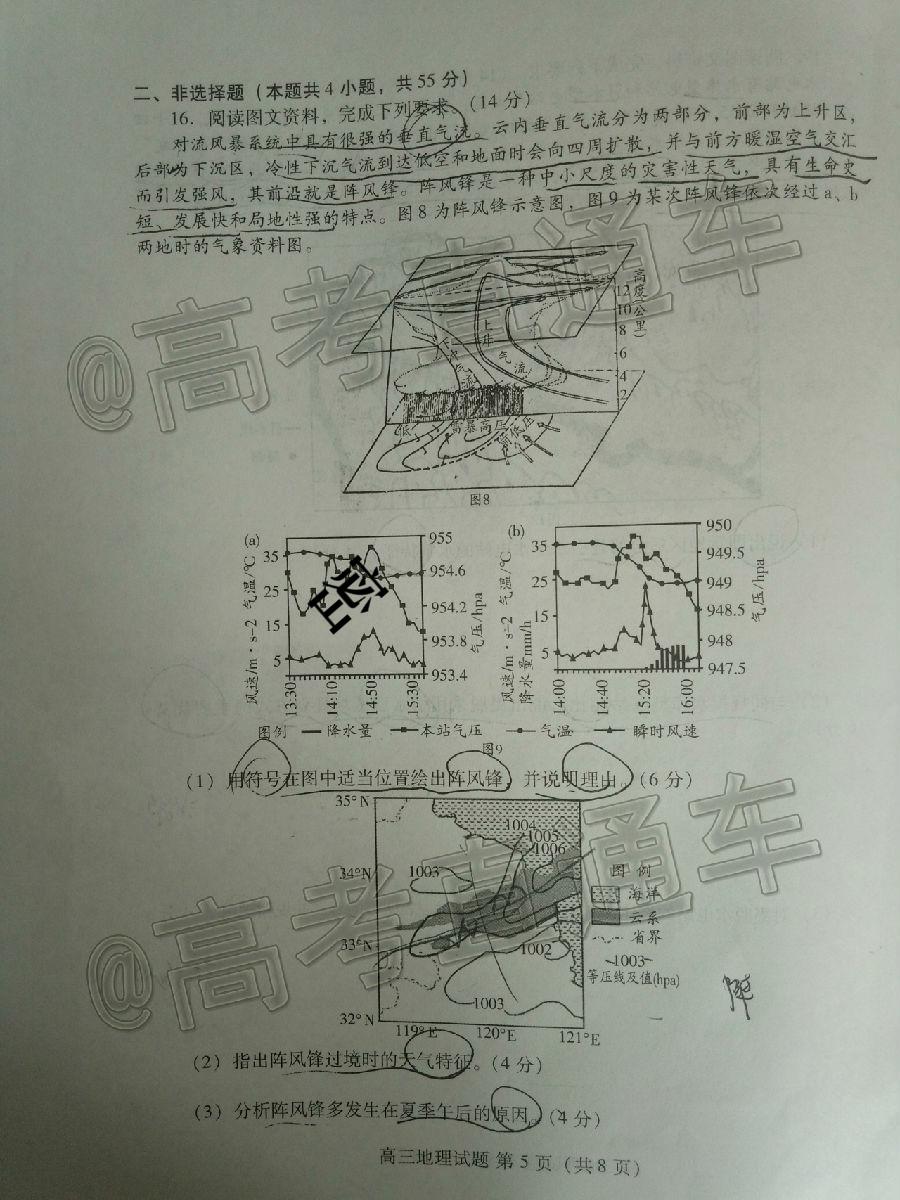 二、非选择题（本题共4小题，共55分）
16. 阅读图文资料，完成下列要求。（14分）
对流风暴系统中具有很强的垂直气流。云内垂直气流分为两部分，前部为上升区，
后部为下沉区，冷性下沉气流到达低空和地面时会向四周扩散，并与前方暖湿空气交汇
而引发强风，其前沿就是阵风锋。阵风锋是一种中小尺度的灾害性天气，具有生命史
短、发展快和局地性强的特点。图8为阵风锋示意图，图9为某次阵风锋依次经过a、b
两地时的气象资料图。
@高考直通车
高度（公里）
12
10
8
6
4
2
上升
气流
气流
低
雷暴高压
低压
图8
(a)
35
25
15
5
风速/m·s-2 气温/℃
955
954.6
954.2
953.8
953.4
气压/hpa
13:30
14:10
14:50
15:30
(b)
35
25
15
5
风速/m·s-2 气温/℃
降水量mm/h
950
949.5
949
948.5
948
947.5
气压/hpa
14:00
14:40
15:20
16:00
图例 降水量 本站气压 气温 瞬时风速
图9
（1）用符号在图中适当位置绘出阵风锋，并说明理由。（6分）
35°N
34°N
33°N
32°N
119°E
120°E
121°E
1004
1005
1006
1003
1002
1003
图 例
海洋
云系
省界
1003
等压线及值(hpa)
@高考直通车
（2）指出阵风锋过境时的天气特征。（4分）
（3）分析阵风锋多发生在夏季午后的原因。（4分）
高三地理试题 第5页（共8页）